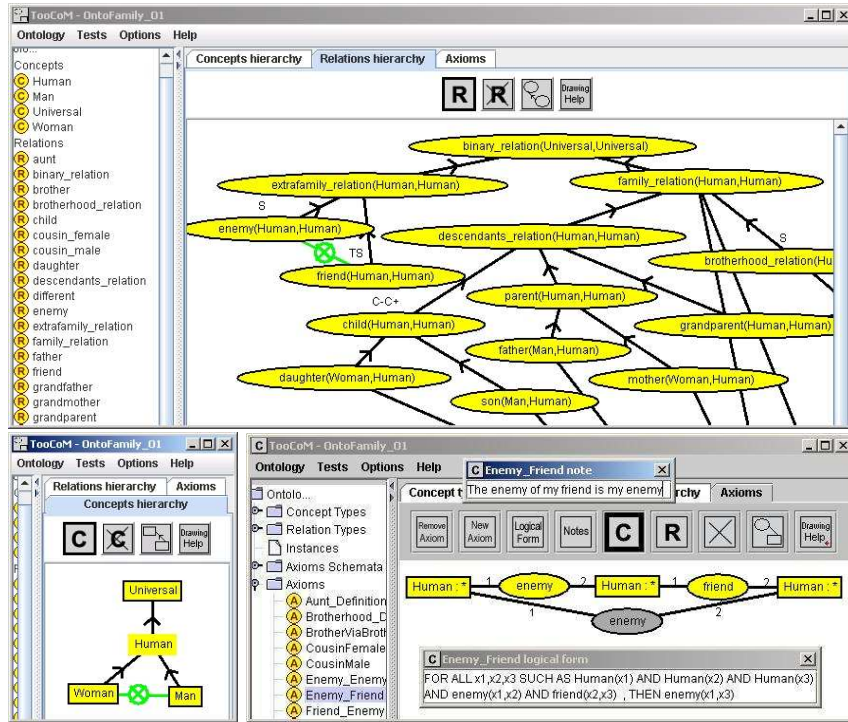 TooCoM - OntoFamily_01
Ontology Tests Options Help
Concepts
Human
Man
Universal
Woman
Relations
aunt
binary_relation
brother
brotherhood_relation
child
cousin_female
cousin_male
daughter
descendants_relation
different
enemy
extrafamily_relation
family_relation
father
friend
grandfather
grandmother
grandparent
Concepts hierarchy Relations hierarchy Axioms
R R Drawing Help
binary_relation(Universal,Universal)
extrafamily_relation(Human,Human) family_relation(Human,Human)
S
enemy(Human,Human) descendants_relation(Human,Human) S
TS brotherhood_relation(Hu
friend(Human,Human)
C-C+ parent(Human,Human)
child(Human,Human) grandparent(Human,Human)
father(Man,Human)
daughter(Woman,Human) mother(Woman,Human)
son(Man,Human)
TooCoM - OntoFamily_01
Ontology Tests Options Help
Relations hierarchy Axioms
Concepts hierarchy
C C Drawing Help
Universal
Human
Woman Man
C TooCoM - OntoFamily_01
Ontology Tests Options Help
C Enemy_Friend note
The enemy of my friend is my enemy
Ontolo...
Concept Types
Relation Types
Instances
Axioms Schemata
Axioms
Aunt_Definition
Brotherhood_D
BrotherViaBroth
CousinFemale
CousinMale
Enemy_Enemy
Enemy_Friend
Friend_Enemy
Concept ty rarchy Axioms
Remove Axiom New Axiom Logical Form Notes C R Drawing Help
Human : * 1 enemy 2 Human : * 1 friend 2 Human : *
1 enemy 2
C Enemy_Friend logical form
FOR ALL x1,x2,x3 SUCH AS Human(x1) AND Human(x2) AND Human(x3)
AND enemy(x1,x2) AND friend(x2,x3) , THEN enemy(x1,x3)